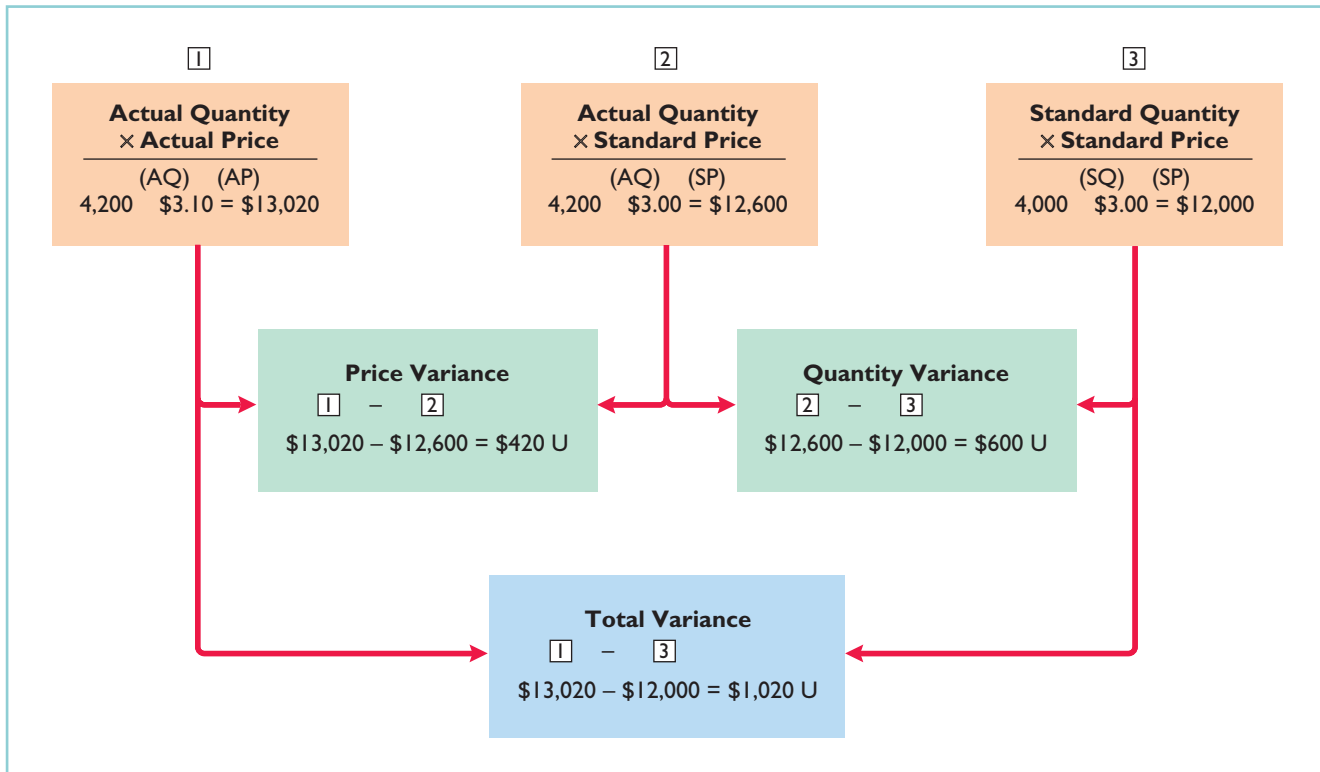 1
Actual Quantity
× Actual Price
(AQ) (AP)
4,200 $3.10 = $13,020
2
Actual Quantity
× Standard Price
(AQ) (SP)
4,200 $3.00 = $12,600
3
Standard Quantity
× Standard Price
(SQ) (SP)
4,000 $3.00 = $12,000
Price Variance
1 – 2
$13,020 – $12,600 = $420 U
Quantity Variance
2 – 3
$12,600 – $12,000 = $600 U
Total Variance
1 – 3
$13,020 – $12,000 = $1,020 U